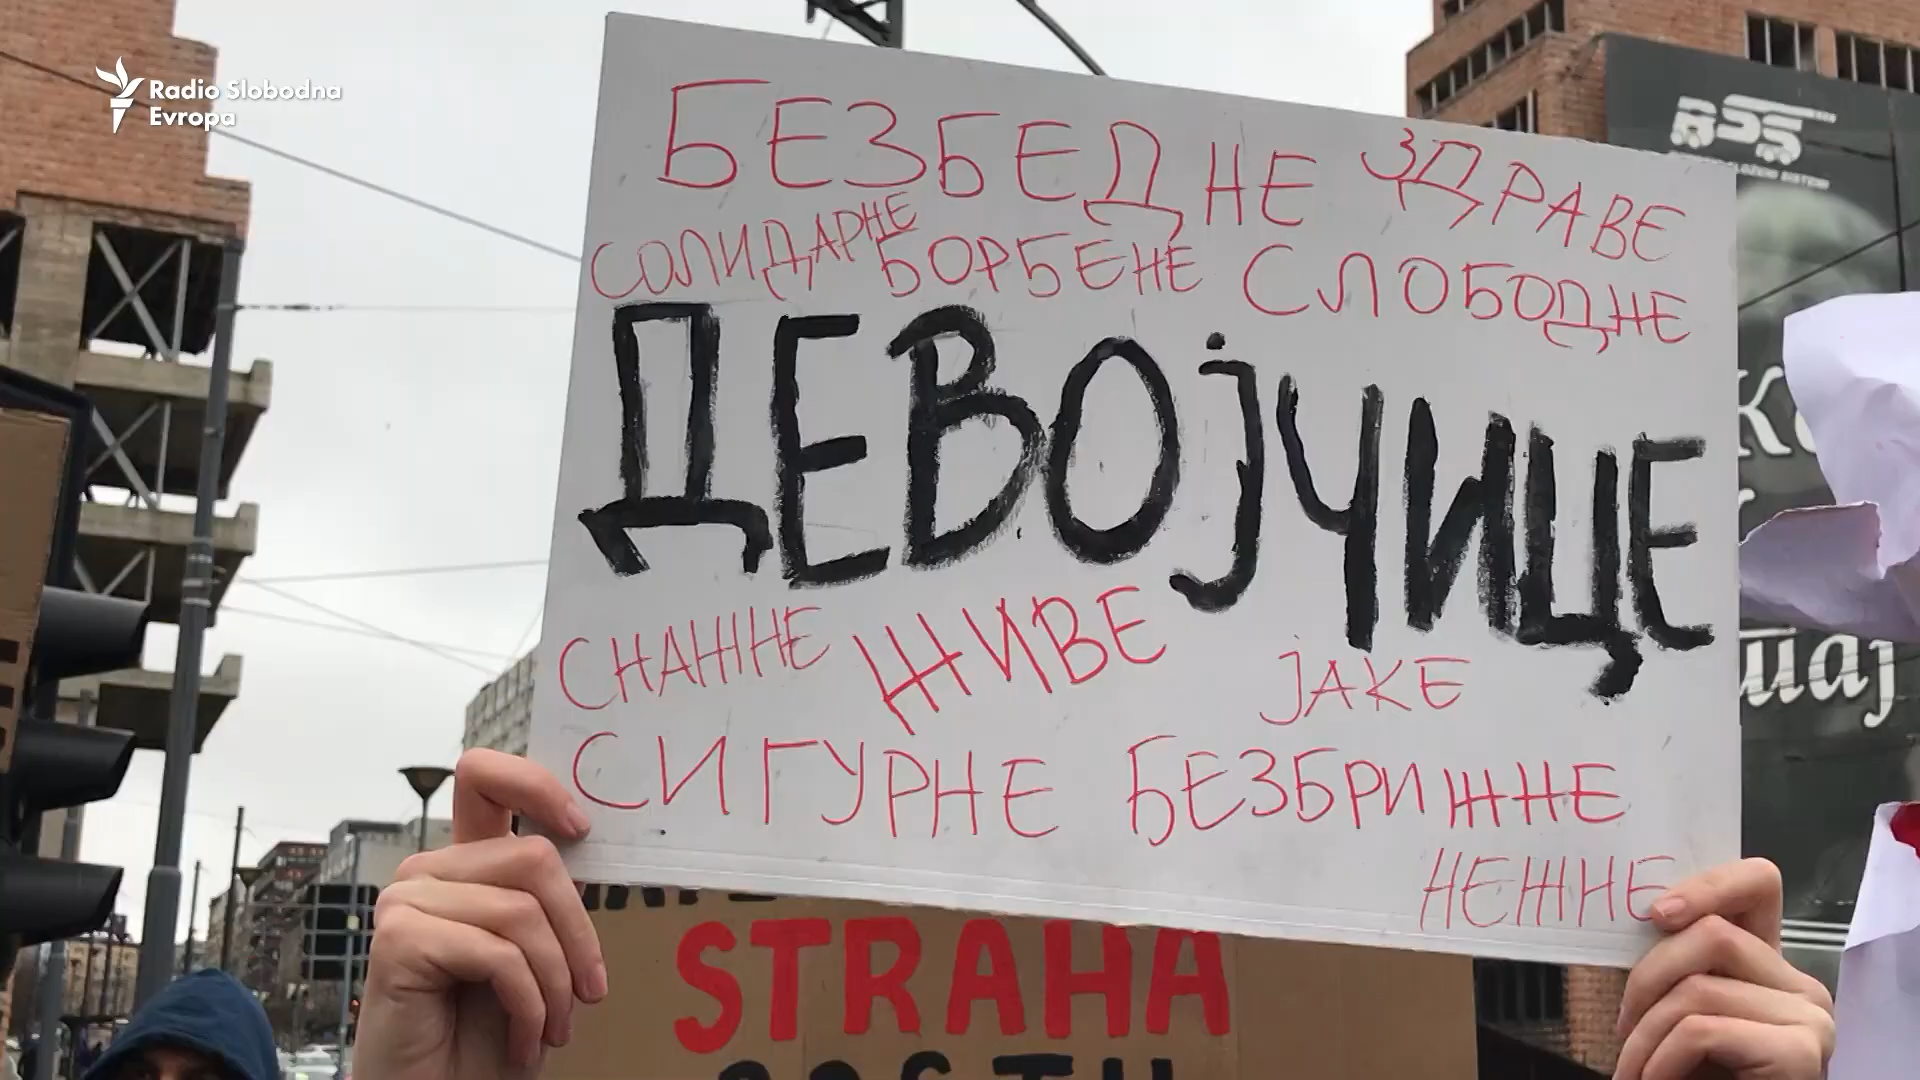 Radio Slobodna
Evropa
БЕЗБЕДНЕ ЗДРАВЕ
СОЛИДАРНЕ БОРБЕНЕ СЛОБОДНЕ
ДЕВОЈЧИЦЕ
СНАЖНЕ ЖИВЕ ЈАКЕ
СИГУРНЕ БЕЗБРИЖНЕ
НЕЖНЕ
STRAHA